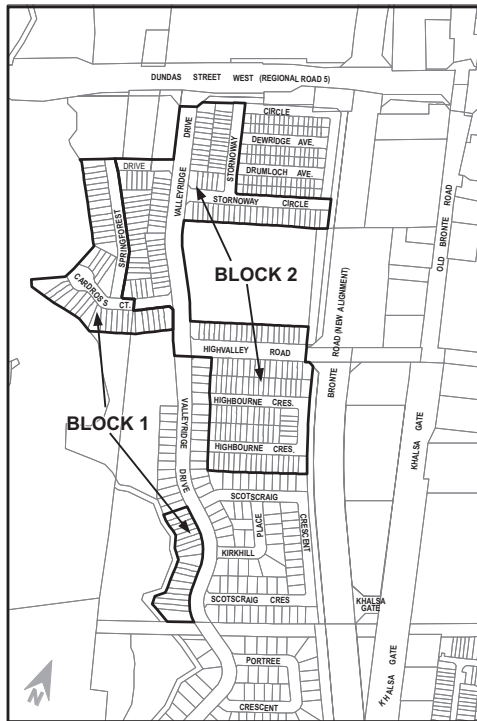 DUNDAS STREET WEST (REGIONAL ROAD 5)
CIRCLE
DEWRIDGE AVE.
DRUMLOCH AVE.
STORNOWAY
STORNOWAY CIRCLE
DRIVE
VALLEYRIDGE
DRIVE
SPRINGFOREST
CARDROSS CT.
BLOCK 2
OLD BRONTE ROAD
BRONTE ROAD (NEW ALIGNMENT)
HIGHVALLEY ROAD
HIGHBOURNE CRES.
HIGHBOURNE CRES.
BLOCK 1
VALLEYRIDGE DRIVE
KHALSA GATE
SCOTSCRAIG
CRESCENT
PLACE
KIRKHILL
SCOTSCRAIG CRES
KHALSA
GATE
KHALSA GATE
PORTREE
CRESCENT
N